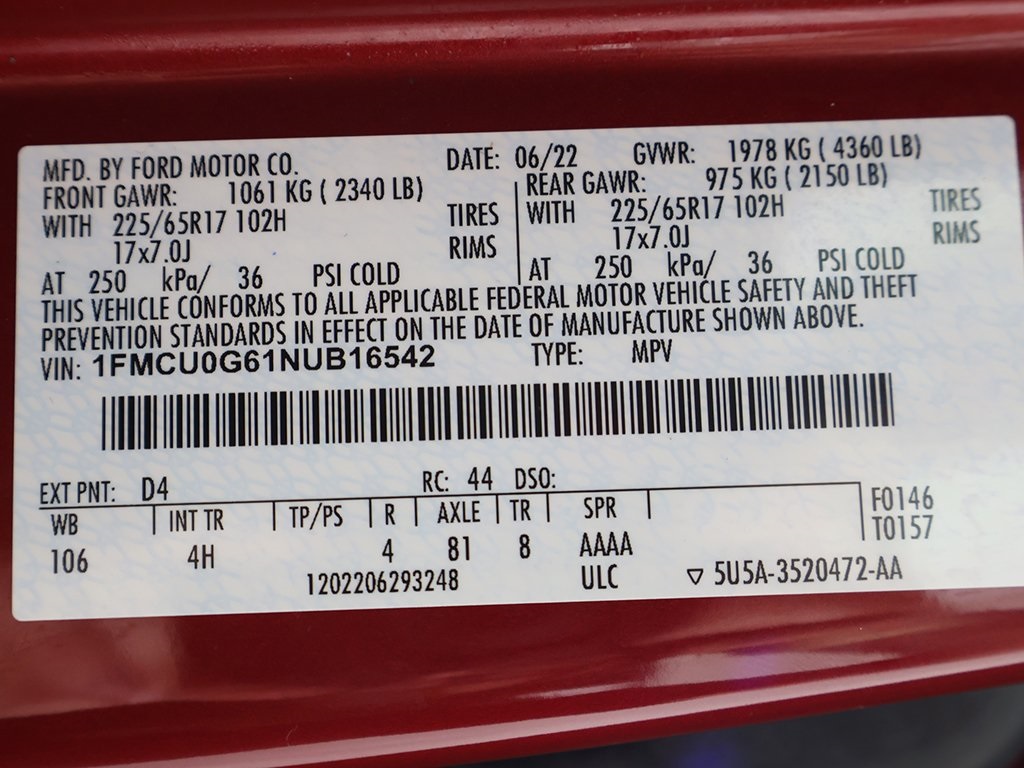 MFD. BY FORD MOTOR CO. DATE: 06/22 GVWR: 1978 KG ( 4360 LB)
FRONT GAWR: 1061 KG ( 2340 LB) REAR GAWR: 975 KG ( 2150 LB)
WITH 225/65R17 102H TIRES WITH 225/65R17 102H TIRES
17x7.0J RIMS 17x7.0J RIMS
AT 250 kPa/ 36 PSI COLD AT 250 kPa/ 36 PSI COLD
THIS VEHICLE CONFORMS TO ALL APPLICABLE FEDERAL MOTOR VEHICLE SAFETY AND THEFT
PREVENTION STANDARDS IN EFFECT ON THE DATE OF MANUFACTURE SHOWN ABOVE.
VIN: 1FMCU0G61NUB16542 TYPE: MPV
EXT PNT: D4 RC: 44 DSO:
WB INT TR TP/PS R AXLE TR SPR F0146
T0157
106 4H 4 81 8 AAAA
1202206293248 ULC ▽ 5U5A-3520472-AA